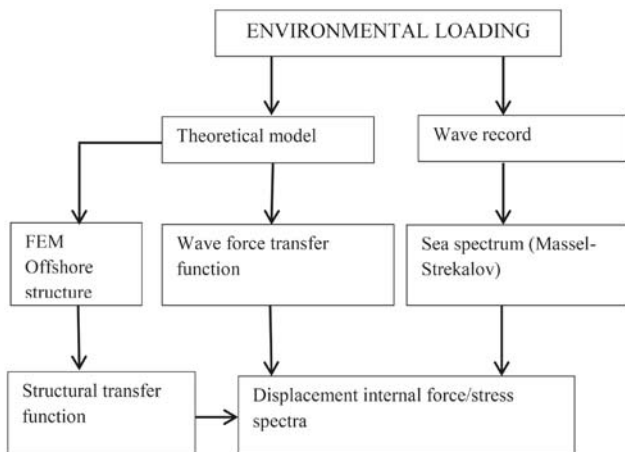 ENVIRONMENTAL LOADING
Theoretical model
Wave record
FEM
Offshore
structure
Wave force transfer
function
Sea spectrum (Massel-
Strekalov)
Structural transfer
function
Displacement internal force/stress
spectra